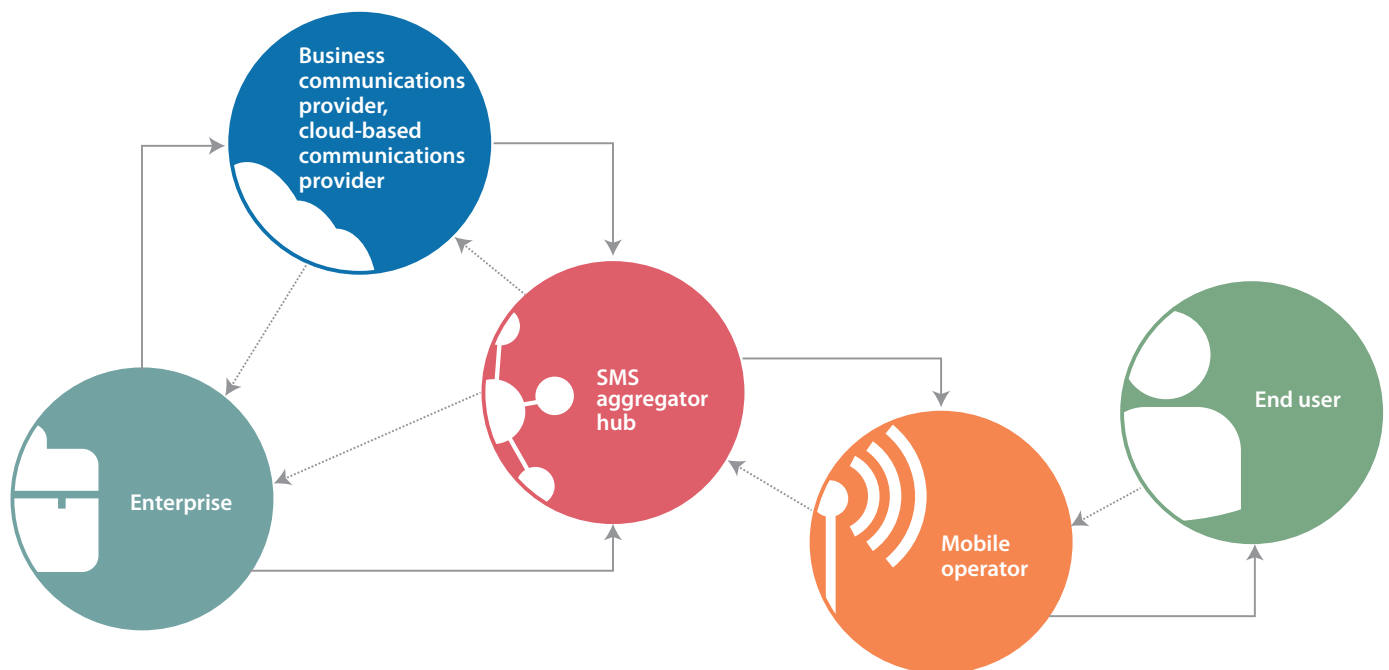 Business
communications
provider,
cloud-based
communications
provider
SMS
aggregator
hub
End user
Enterprise
Mobile
operator